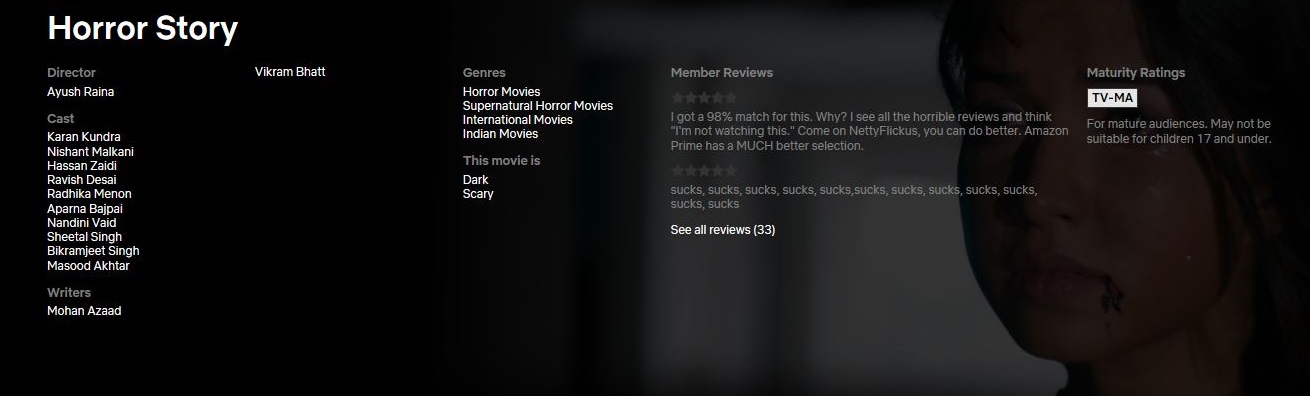 Horror Story
Director
Ayush Raina
Cast
Karan Kundra
Nishant Malkani
Hassan Zaidi
Ravish Desai
Radhika Menon
Aparna Bajpai
Nandini Vaid
Sheetal Singh
Bikramjeet Singh
Masood Akhtar
Writers
Mohan Azaad
Vikram Bhatt
Genres
Horror Movies
Supernatural Horror Movies
International Movies
Indian Movies
This movie is
Dark
Scary
Member Reviews
I got a 98% match for this. Why? I see all the horrible reviews and think
"I'm not watching this." Come on NettyFlickus, you can do better. Amazon
Prime has a MUCH better selection.
sucks, sucks, sucks, sucks, sucks,sucks, sucks, sucks, sucks, sucks,
sucks, sucks
See all reviews (33)
Maturity Ratings
TV-MA
For mature audiences. May not be
suitable for children 17 and under.